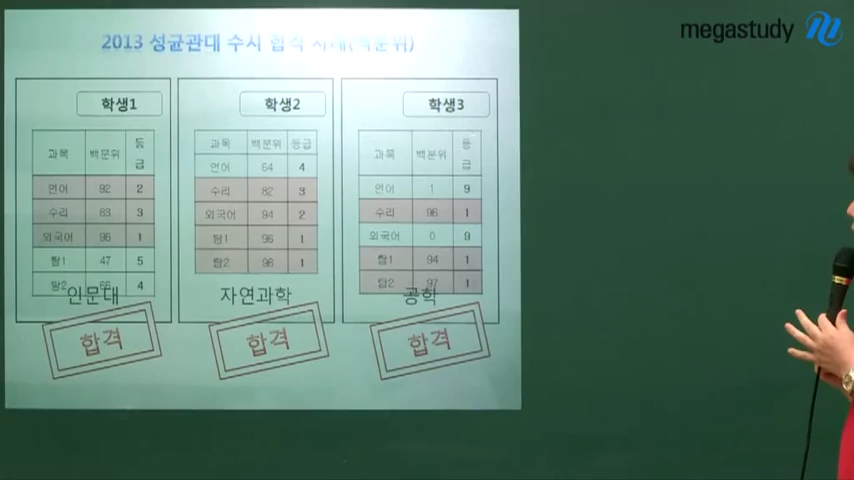 megastudy
2013 성균관대 수시 합격 사례(백분위)
학생1
과목 백분위 등급
언어 92 2
수리 83 3
외국어 96 1
탐1 47 5
탐2 66 4
인문대
합격
학생2
과목 백분위 등급
언어 64 4
수리 82 3
외국어 94 2
탐1 96 1
탐2 96 1
자연과학
합격
학생3
과목 백분위 등급
언어 1 9
수리 96 1
외국어 0 9
탐1 94 1
탐2 97 1
공학
합격